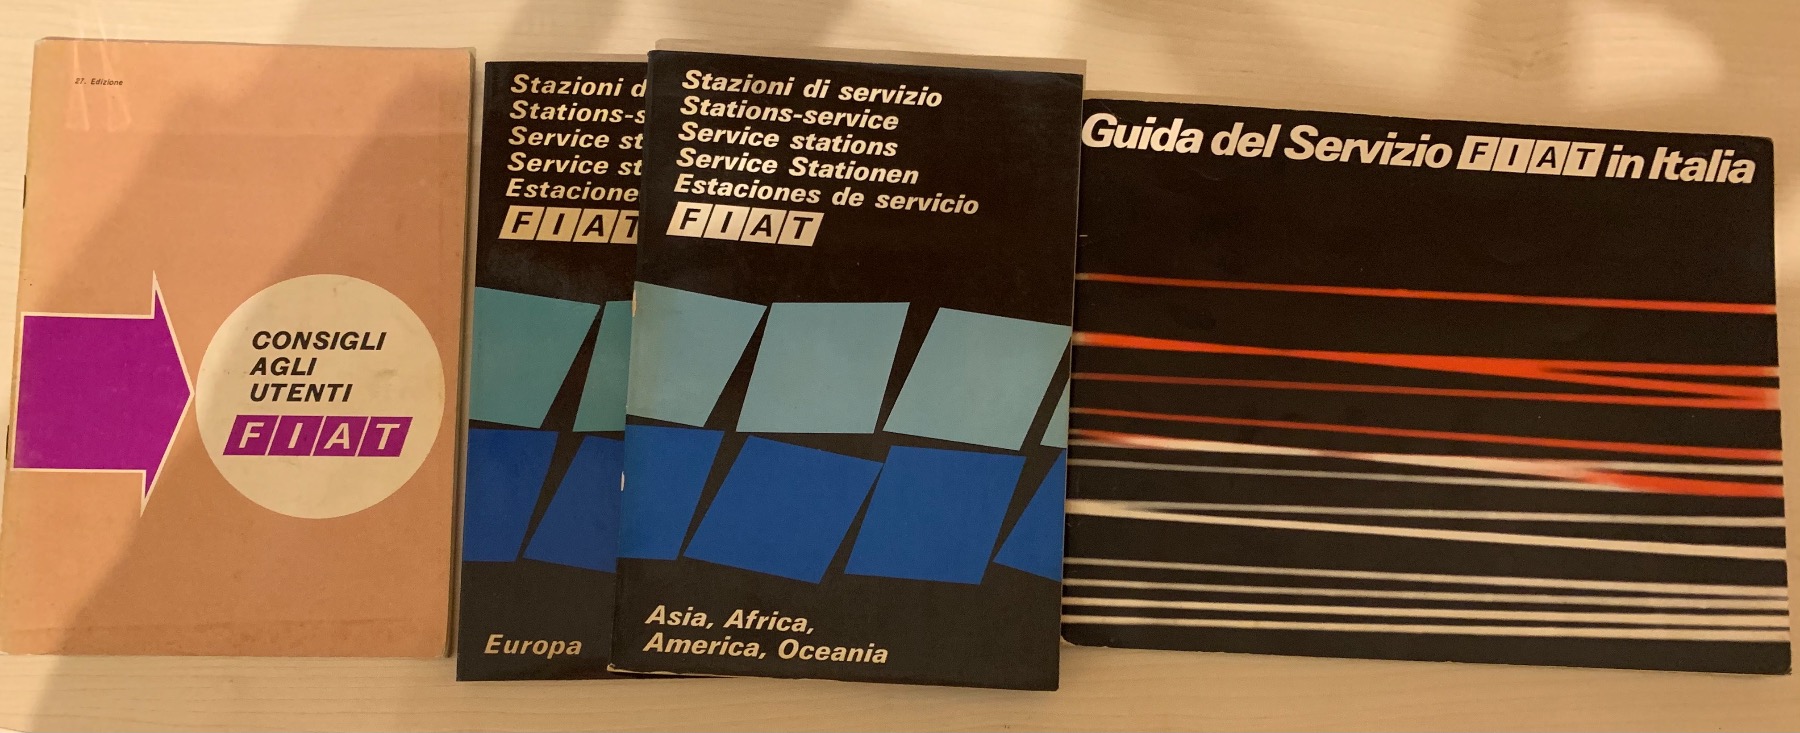 27. Edizione
CONSIGLI
AGLI
UTENTI
FIAT
Stazioni d
Stations-s
Service st
Service st
Estacione
FIAT
Europa
Stazioni di servizio
Stations-service
Service stations
Service Stationen
Estaciones de servicio
FIAT
Asia, Africa,
America, Oceania
Guida del Servizio FIAT in Italia